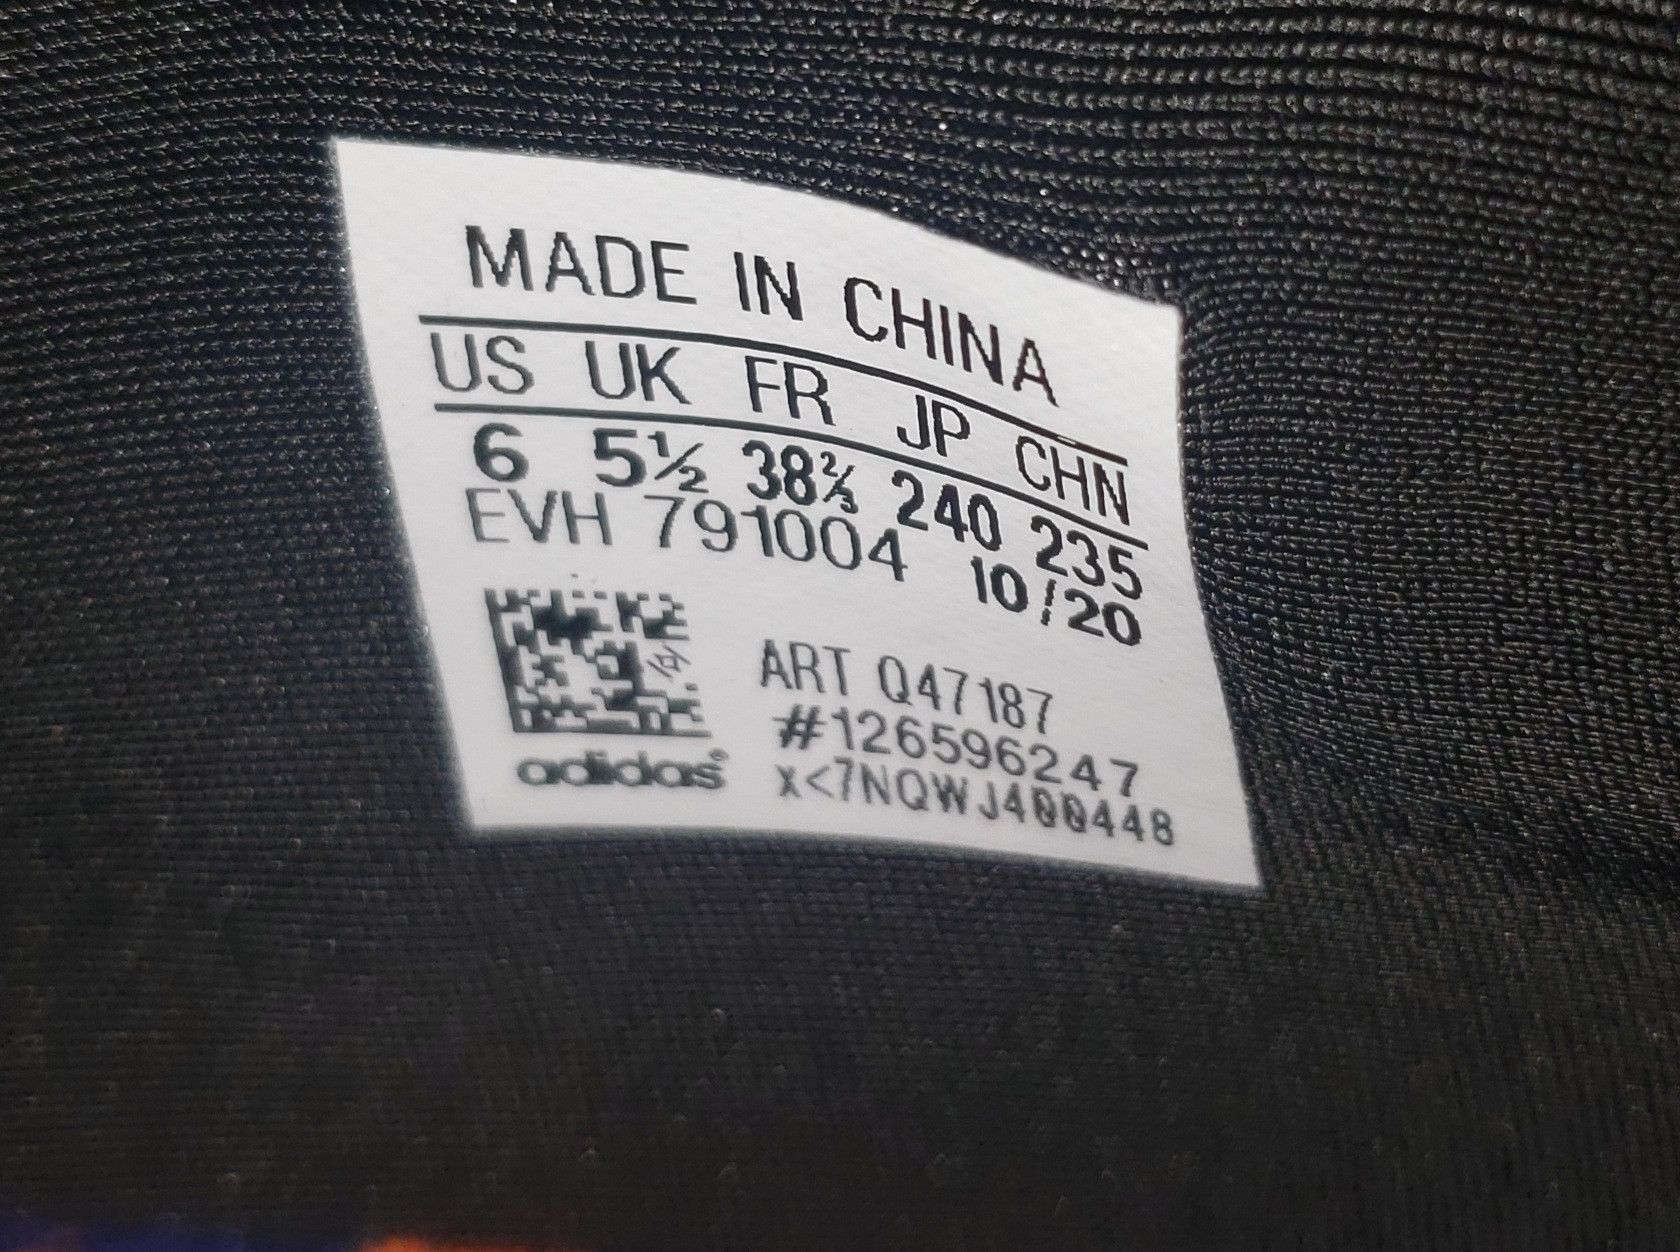 MADE IN CHINA
US UK FR JP CHN
6 5½ 38⅔ 240 235
EVH 791004 10/20
ART Q47187
#126596247
x<7NQWJ400448
adidas®